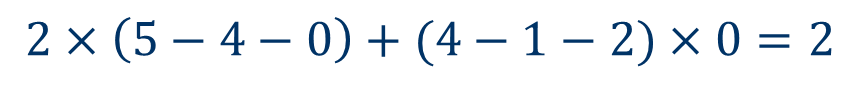 2 × (5 − 4 − 0) + (4 − 1 − 2) × 0 = 2